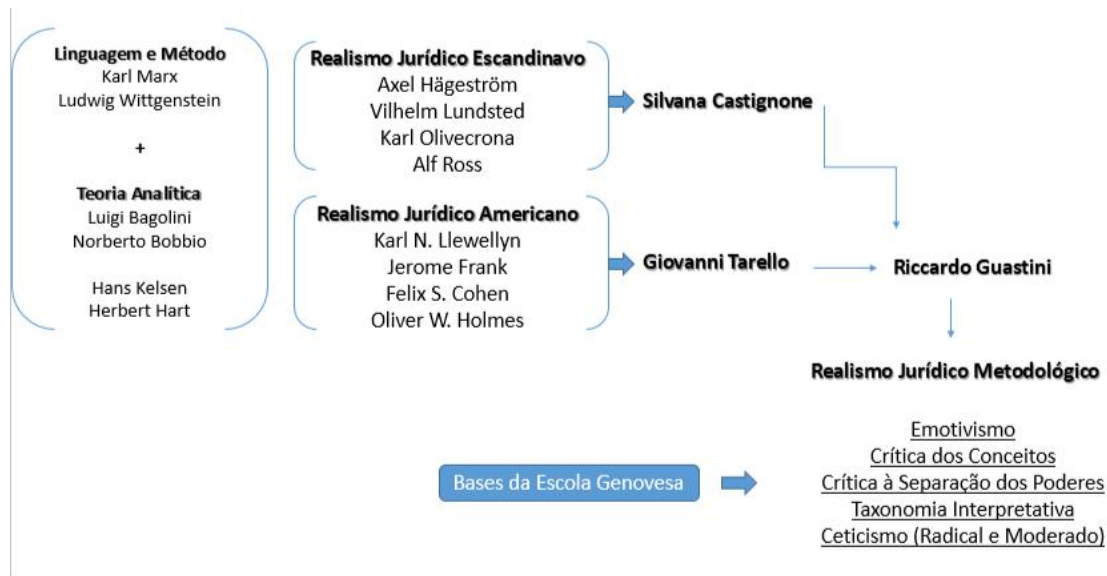 Linguagem e Método
Karl Marx
Ludwig Wittgenstein
+
Teoria Analítica
Luigi Bagolini
Norberto Bobbio
Hans Kelsen
Herbert Hart
Realismo Jurídico Escandinavo
Axel Hägeström
Vilhelm Lundsted
Karl Olivecrona
Alf Ross
Silvana Castignone
Realismo Jurídico Americano
Karl N. Llewellyn
Jerome Frank
Felix S. Cohen
Oliver W. Holmes
Giovanni Tarello
Riccardo Guastini
Realismo Jurídico Metodológico
Bases da Escola Genovesa
Emotivismo
Crítica dos Conceitos
Crítica à Separação dos Poderes
Taxonomia Interpretativa
Ceticismo (Radical e Moderado)